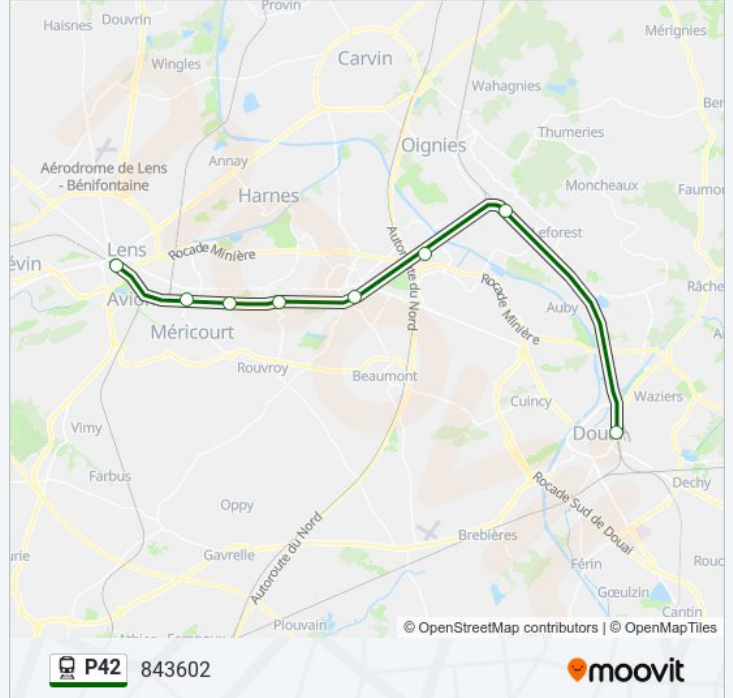 Provin
Haisnes
Douvrin
Mérignies
Carvin
Wingles
Wahagnies
Ber
Thumeries
Oignies
Annay
Aérodrome de Lens
- Bénifontaine
Moncheaux
Faumo
Harnes
Leforest
Lens
Rocade Minière
évin
Autoroute du Nord
Râche
Avion
Rocade Minière
Auby
Méricourt
Rouvroy
Beaumont
Waziers
Cuincy
Vimy
Douai
Farbus
Dechy
Rocade Sud de Douai
Oppy
Brebières
Gavrelle
urie
Autoroute du Nord
Férin
Rouc
Gœulzin
Cantin
Plouvain
© OpenStreetMap contributors | © OpenMapTiles
P42 843602
moovit